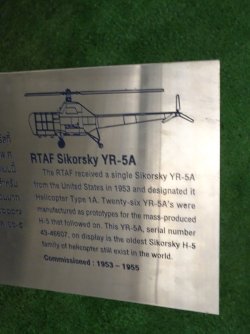 RTAF Sikorsky YR-5A
The RTAF received a single Sikorsky YR-5A
from the United States in 1953 and designated it
Helicopter Type 1A. Twenty-six YR-5A's were
manufactured as prototypes for the mass-produced
H-5 that followed on. This YR-5A, serial number
43-46607, on display is the oldest Sikorsky H-5
family of helicopter still exist in the world.
Commissioned : 1953 – 1955